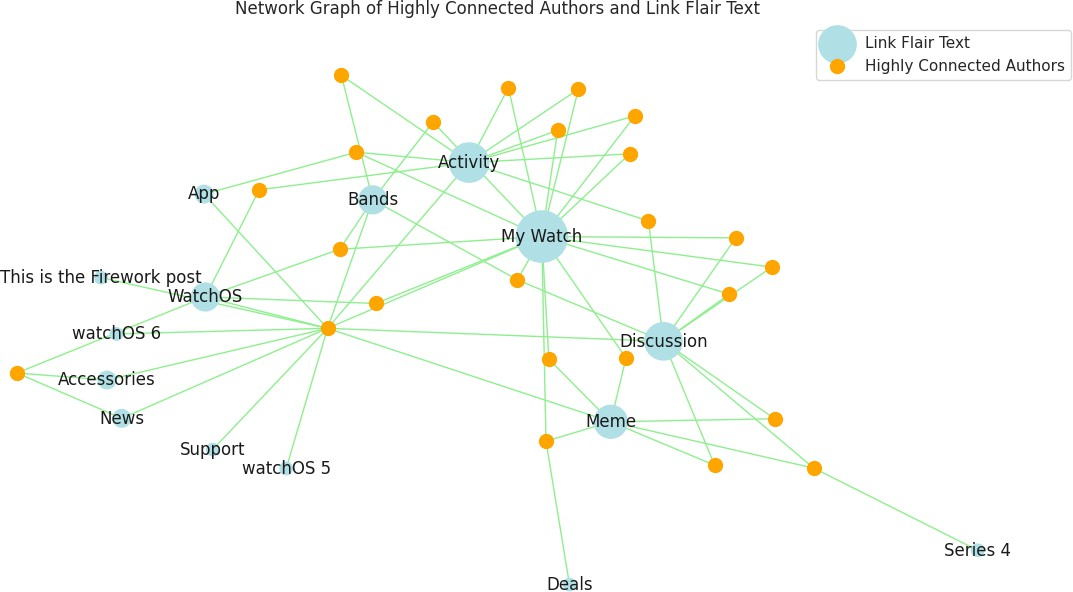 Network Graph of Highly Connected Authors and Link Flair Text
Link Flair Text
Highly Connected Authors
Activity
App
Bands
My Watch
This is the Firework post
WatchOS
watchOS 6
Discussion
Accessories
News
Meme
Support
watchOS 5
Series 4
Deals